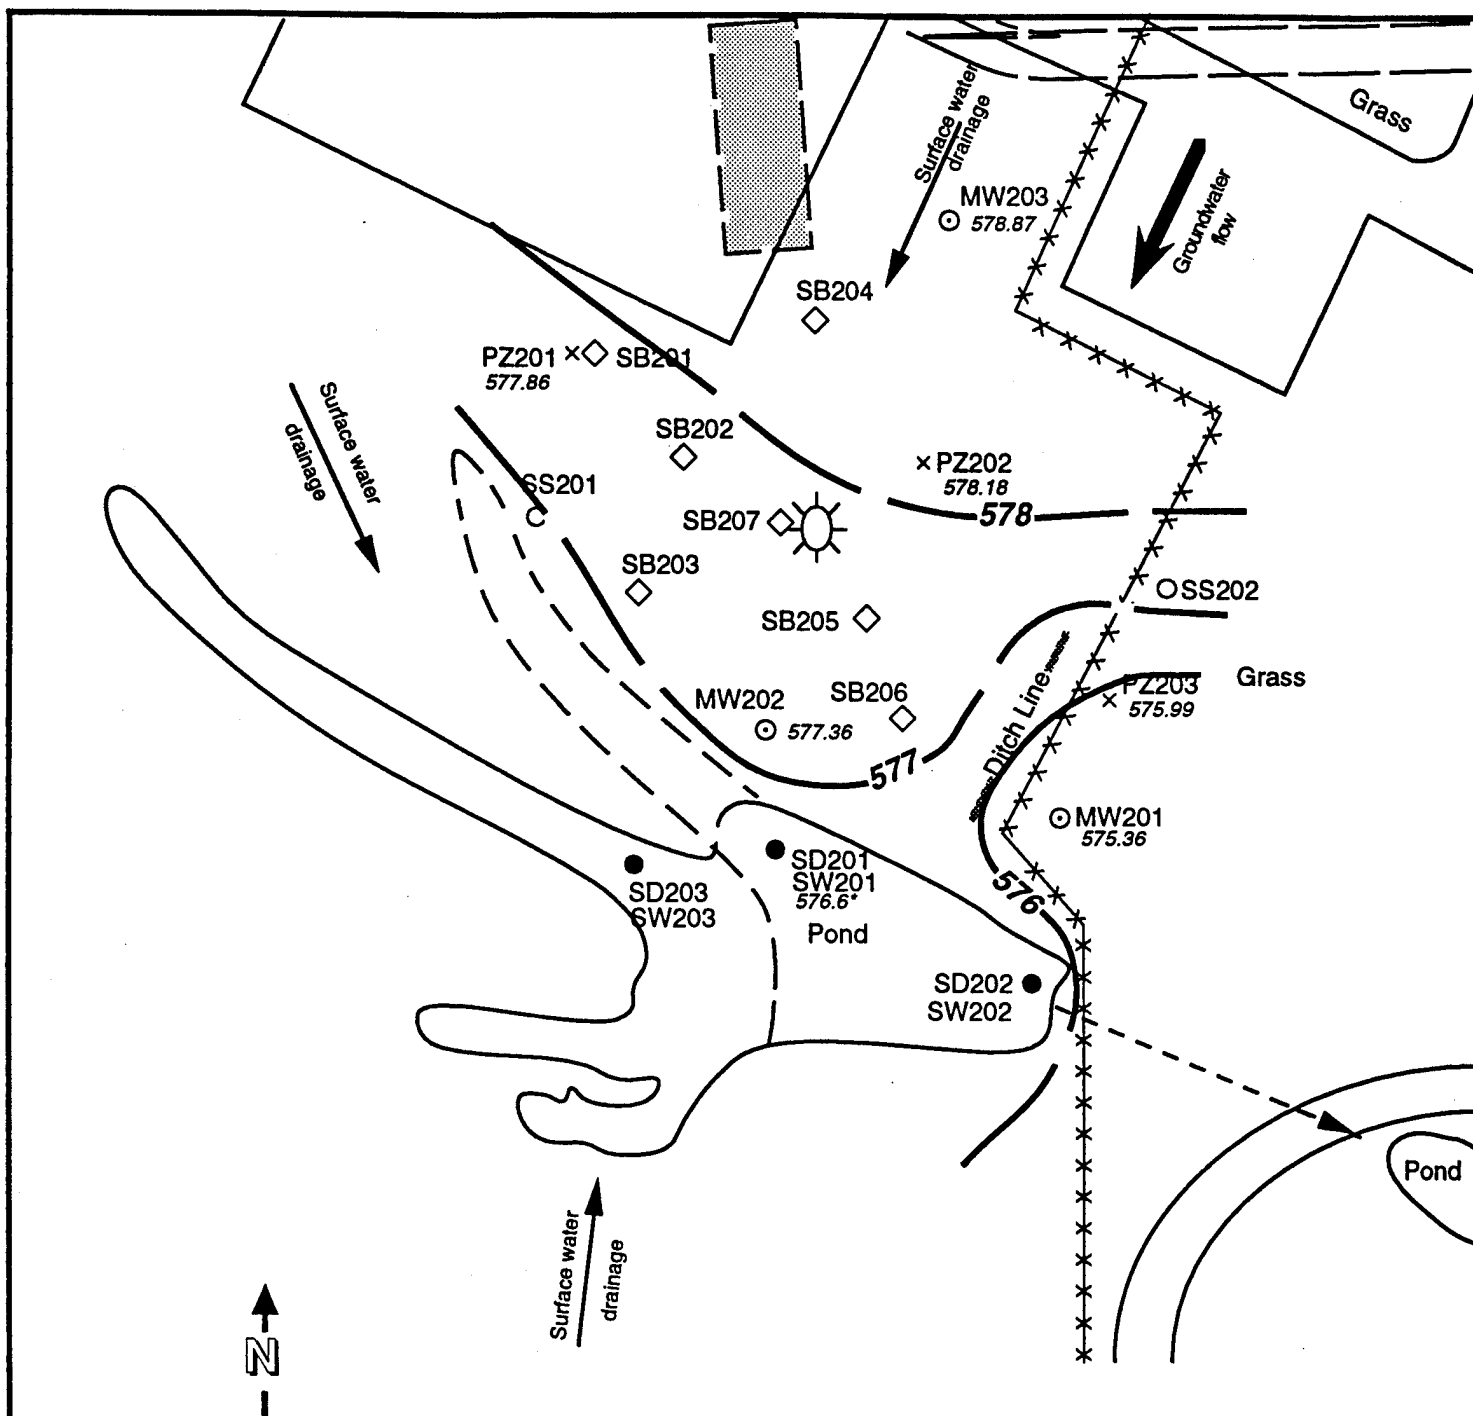 Grass
Surface water
drainage
MW203
578.87
Groundwater
flow
SB204
PZ201
SB201
577.86
Surface water
drainage
SB202
PZ202
578.18
578
SS201
SB207
SB203
SS202
SB205
Ditch Line
Grass
PZ203
575.99
MW202
577.36
SB206
577
MW201
575.36
SD201
SW201
576.6*
576
SD203
SW203
Pond
SD202
SW202
Pond
Surface water
drainage
N